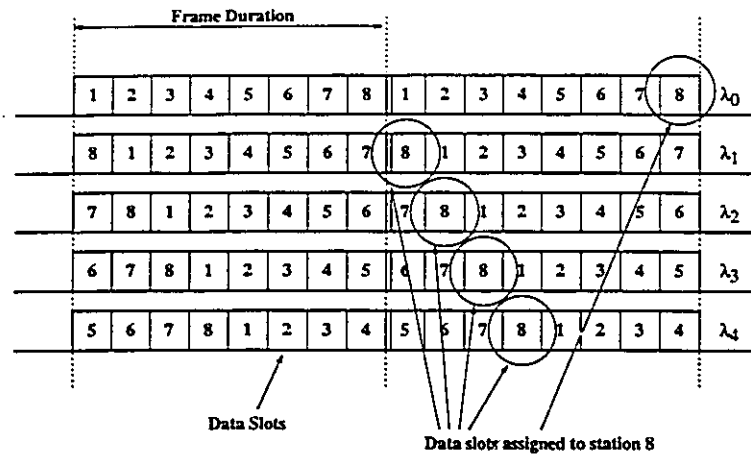 Frame Duration
1 2 3 4 5 6 7 8 1 2 3 4 5 6 7 8 λ0
8 1 2 3 4 5 6 7 8 1 2 3 4 5 6 7 λ1
7 8 1 2 3 4 5 6 7 8 1 2 3 4 5 6 λ2
6 7 8 1 2 3 4 5 6 7 8 1 2 3 4 5 λ3
5 6 7 8 1 2 3 4 5 6 7 8 1 2 3 4 λ4
Data Slots
Data slots assigned to station 8